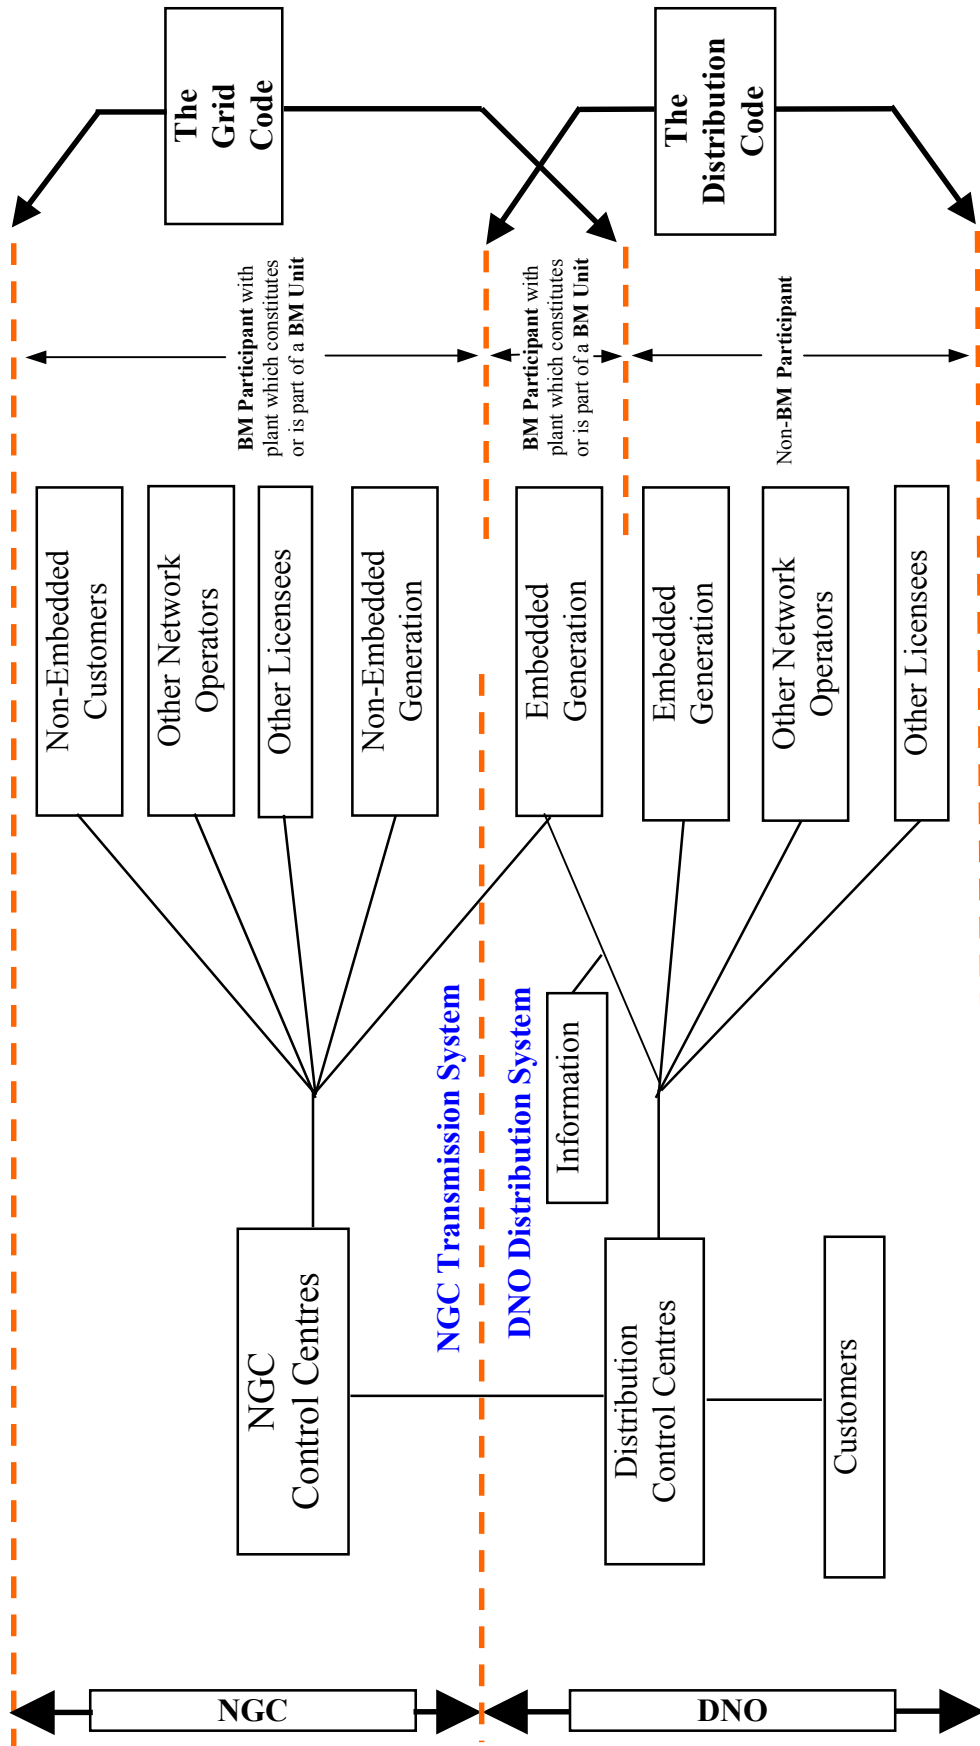 NGC
DNO
NGC
Control Centres
Distribution
Control Centres
Customers
NGC Transmission System
DNO Distribution System
Information
Non-Embedded
Customers
Other Network
Operators
Other Licensees
Non-Embedded
Generation
Embedded
Generation
Embedded
Generation
Other Network
Operators
Other Licensees
BM Participant with
plant which constitutes
or is part of a BM Unit
BM Participant with
plant which constitutes
or is part of a BM Unit
Non-BM Participant
The
Grid
Code
The
Distribution
Code